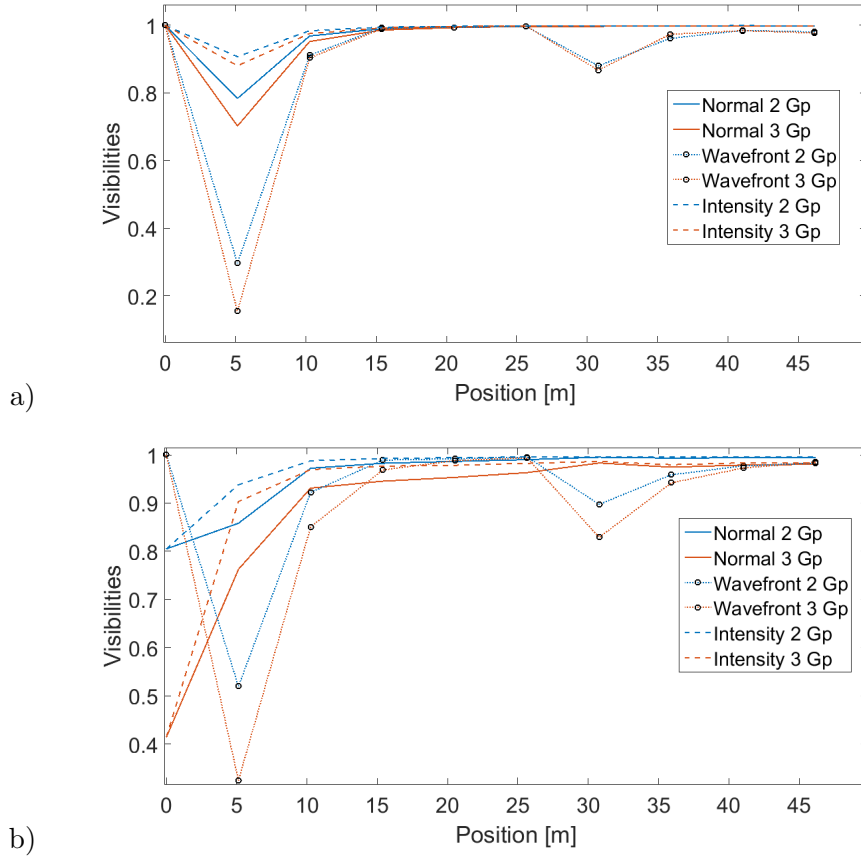 1
0.8
0.6
0.4
0.2
Visibilities
Normal 2 Gp
Normal 3 Gp
Wavefront 2 Gp
Wavefront 3 Gp
Intensity 2 Gp
Intensity 3 Gp
0 5 10 15 20 25 30 35 40 45
Position [m]
a)
1
0.9
0.8
0.7
0.6
0.5
0.4
Visibilities
Normal 2 Gp
Normal 3 Gp
Wavefront 2 Gp
Wavefront 3 Gp
Intensity 2 Gp
Intensity 3 Gp
0 5 10 15 20 25 30 35 40 45
Position [m]
b)